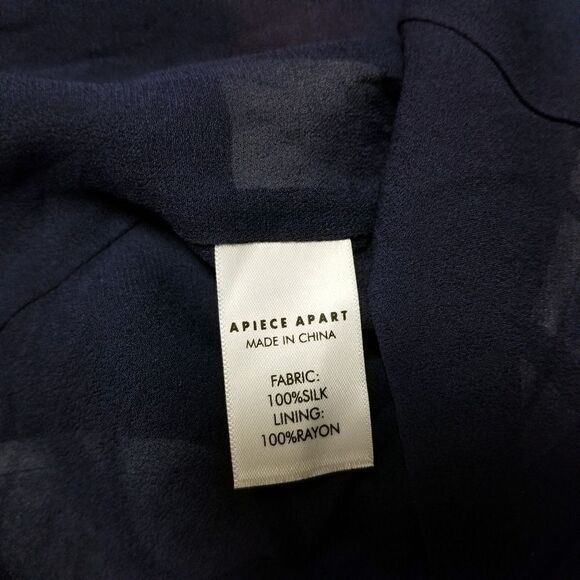 APIECE APART
MADE IN CHINA
FABRIC:
100%SILK
LINING:
100%RAYON